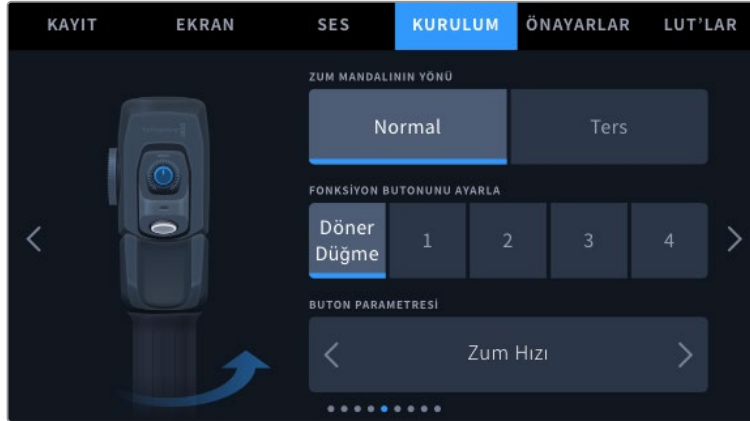 KAYIT EKRAN SES KURULUM ÖNAYARLAR LUT'LAR
ZUM MANDALININ YÖNÜ
Normal Ters
FONKSİYON BUTONUNU AYARLA
Döner
Düğme 1 2 3 4
BUTON PARAMETRESİ
Zum Hızı